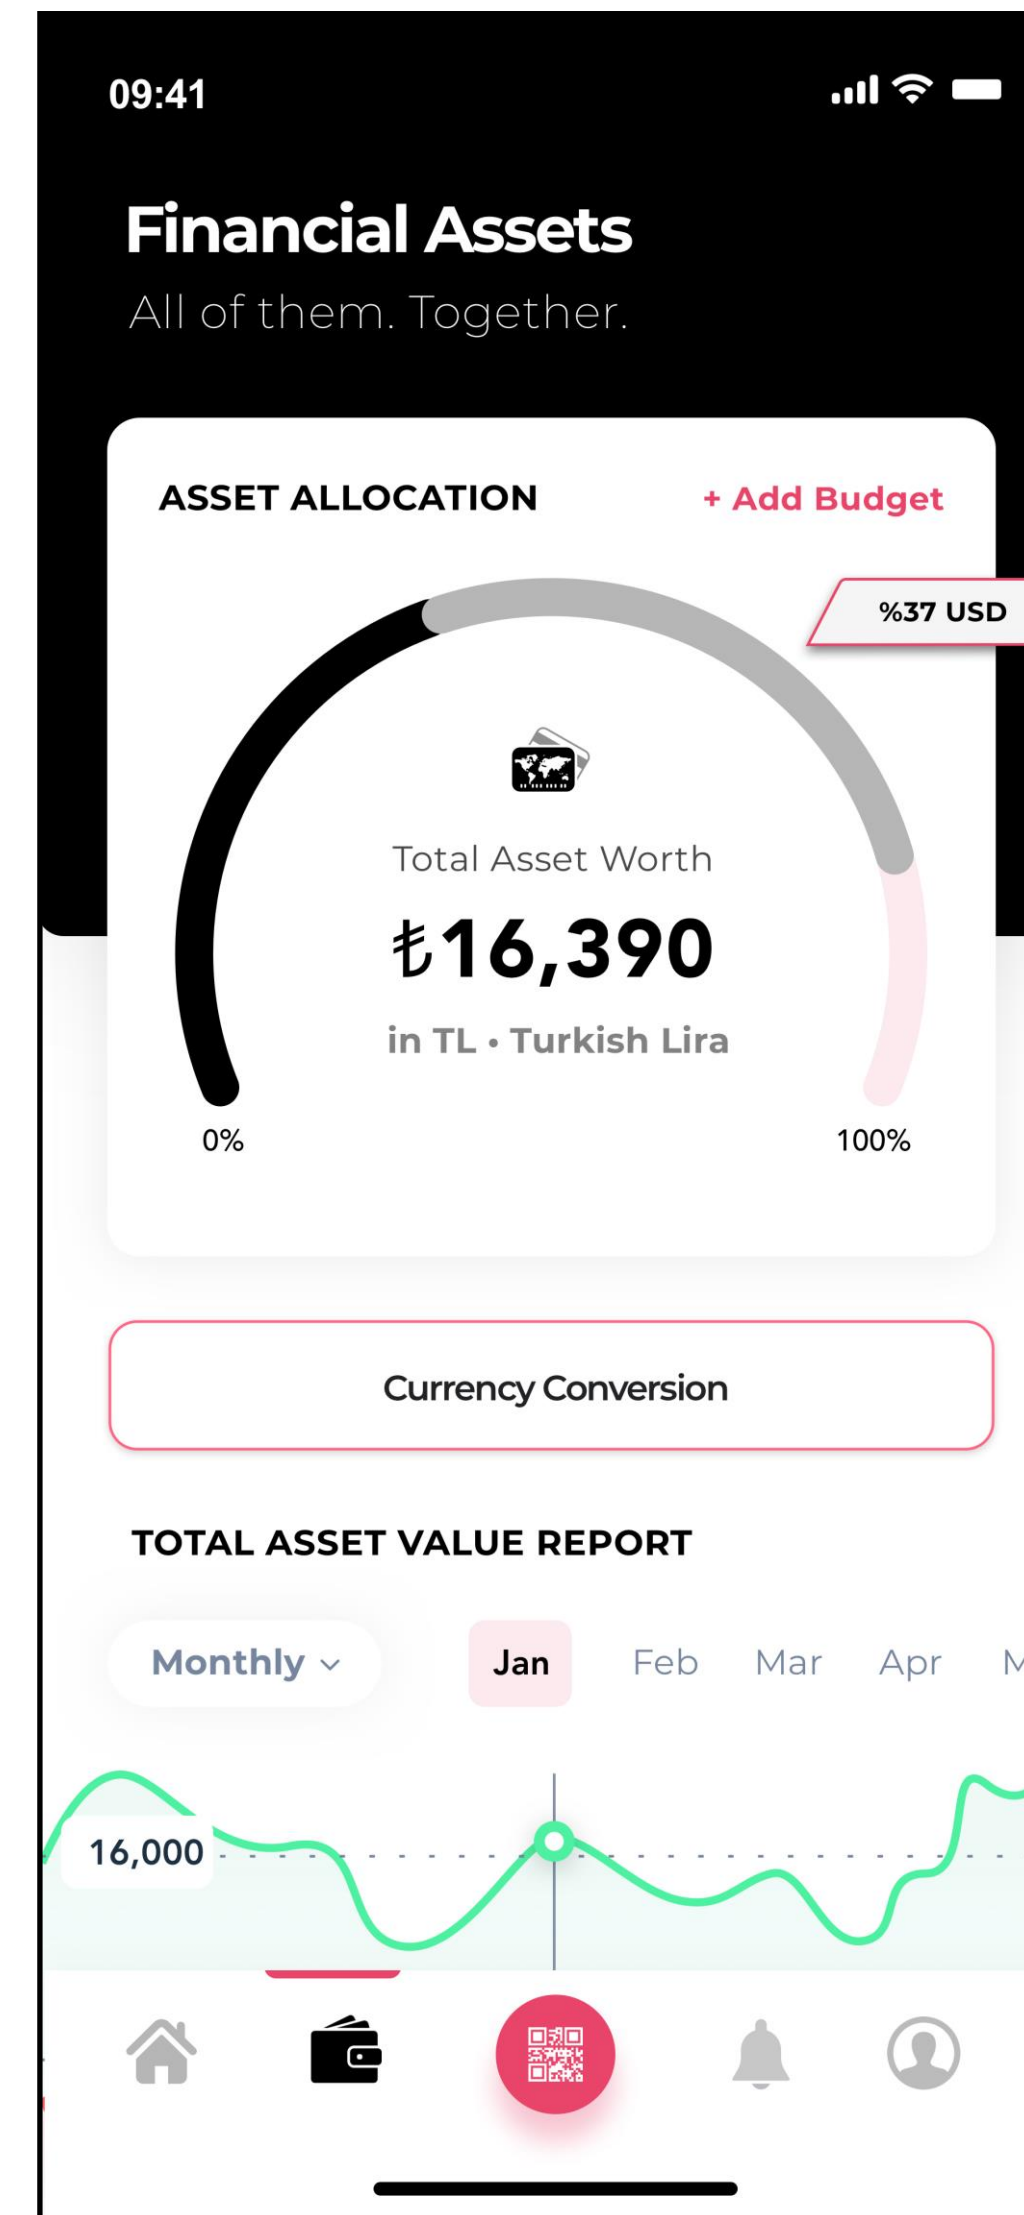 09:41
Financial Assets
All of them. Together.
ASSET ALLOCATION
+ Add Budget
%37 USD
Total Asset Worth
₺16,390
in TL • Turkish Lira
0%
100%
Currency Conversion
TOTAL ASSET VALUE REPORT
Monthly
Jan Feb Mar Apr
16,000